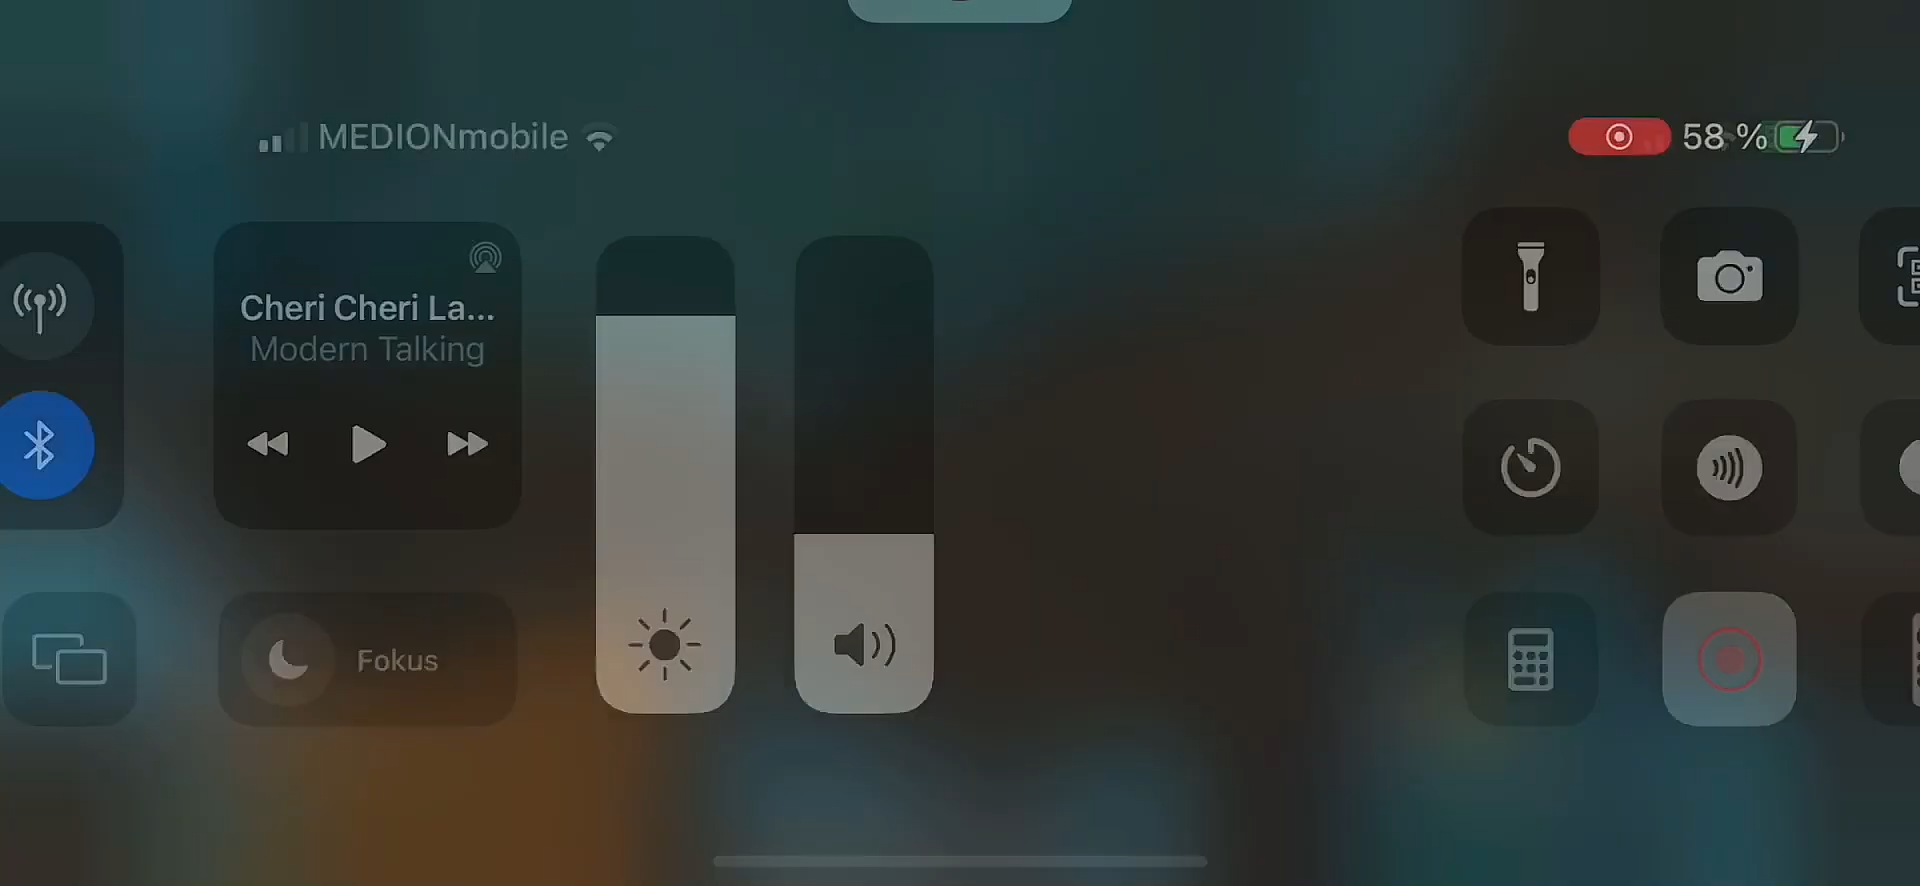 MEDIONmobile
58 %
Cheri Cheri La...
Modern Talking
Fokus